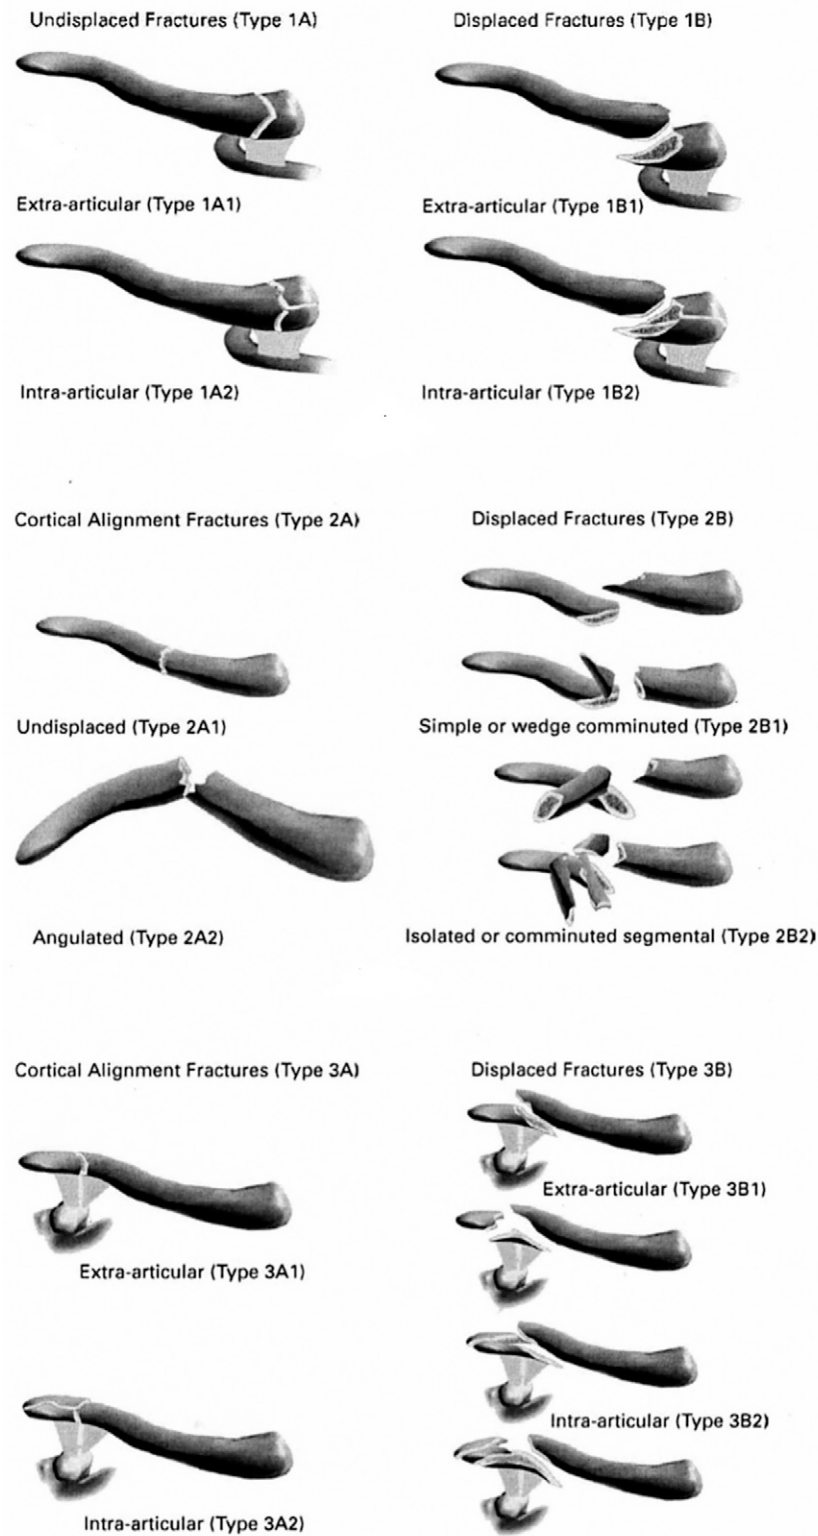 Undisplaced Fractures (Type 1A)
Displaced Fractures (Type 1B)
Extra-articular (Type 1A1)
Extra-articular (Type 1B1)
Intra-articular (Type 1A2)
Intra-articular (Type 1B2)
Cortical Alignment Fractures (Type 2A)
Displaced Fractures (Type 2B)
Undisplaced (Type 2A1)
Simple or wedge comminuted (Type 2B1)
Angulated (Type 2A2)
Isolated or comminuted segmental (Type 2B2)
Cortical Alignment Fractures (Type 3A)
Displaced Fractures (Type 3B)
Extra-articular (Type 3B1)
Extra-articular (Type 3A1)
Intra-articular (Type 3B2)
Intra-articular (Type 3A2)